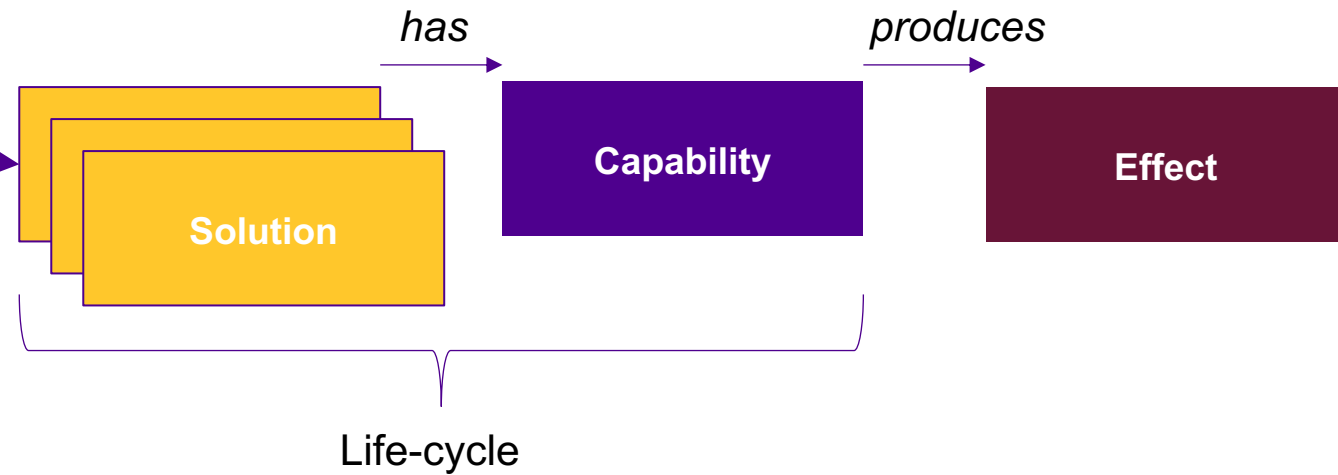 has
produces
Solution
Capability
Effect
Life-cycle